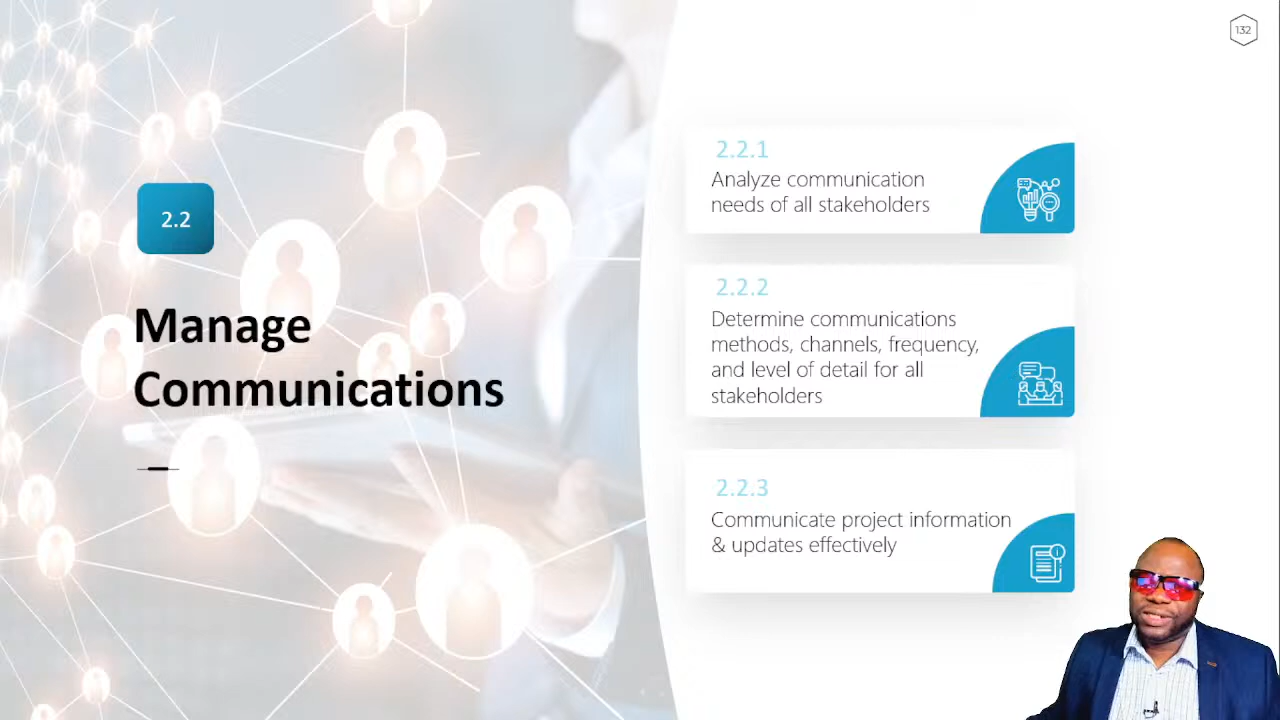 132
2.2
Manage
Communications
2.2.1
Analyze communication
needs of all stakeholders
2.2.2
Determine communications
methods, channels, frequency,
and level of detail for all
stakeholders
2.2.3
Communicate project information
& updates effectively